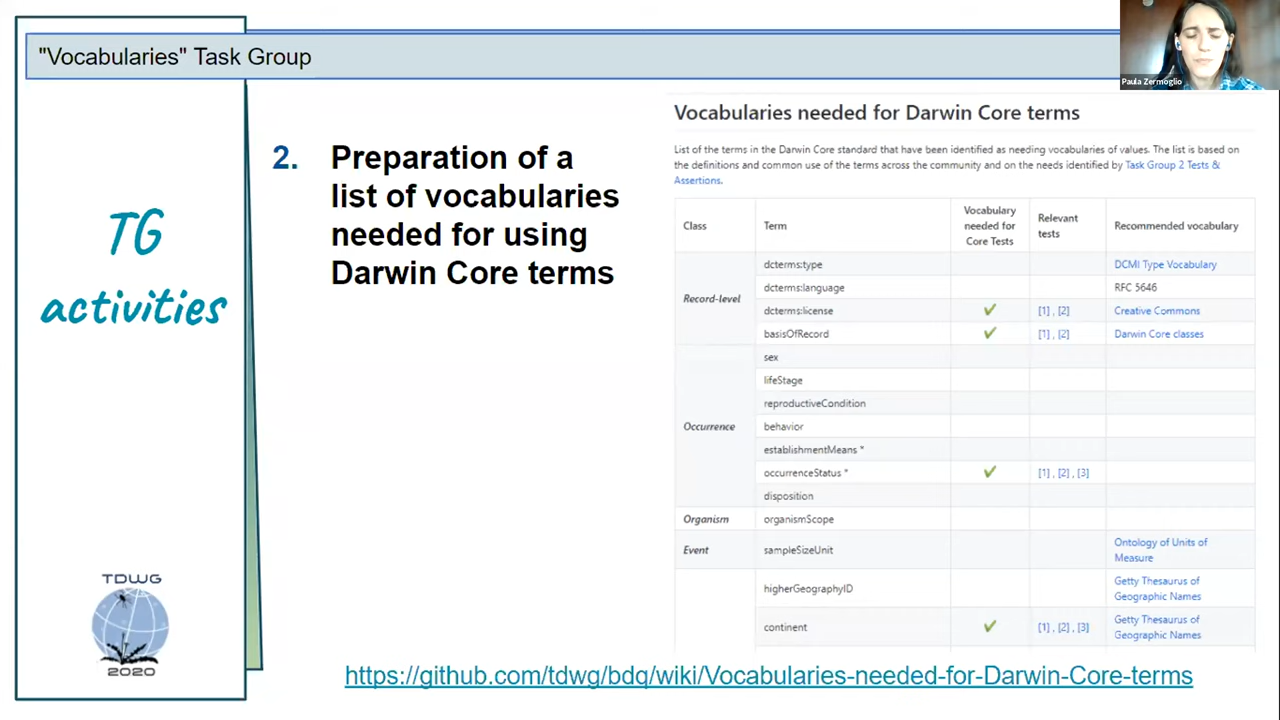 "Vocabularies" Task Group
Paula Zermoglio
TG
activities
2. Preparation of a
list of vocabularies
needed for using
Darwin Core terms
Vocabularies needed for Darwin Core terms
List of the terms in the Darwin Core standard that have been identified as needing vocabularies of values. The list is based on
the definitions and common use of the terms across the community and on the needs identified by Task Group 2 Tests &
Assertions.
Class Term Vocabulary needed for Core Tests Relevant tests Recommended vocabulary
Record-level
dcterms:type DCMI Type Vocabulary
dcterms:language RFC 5646
dcterms:license ✔ [1] , [2] Creative Commons
basisOfRecord ✔ [1] , [2] Darwin Core classes
Occurrence
sex
lifeStage
reproductiveCondition
behavior
establishmentMeans *
occurrenceStatus * ✔ [1] , [2] , [3]
disposition
Organism organismScope
Event sampleSizeUnit Ontology of Units of
Measure
higherGeographyID Getty Thesaurus of
Geographic Names
continent ✔ [1] , [2] , [3] Getty Thesaurus of
Geographic Names
TDWG
2020
https://github.com/tdwg/bdq/wiki/Vocabularies-needed-for-Darwin-Core-terms